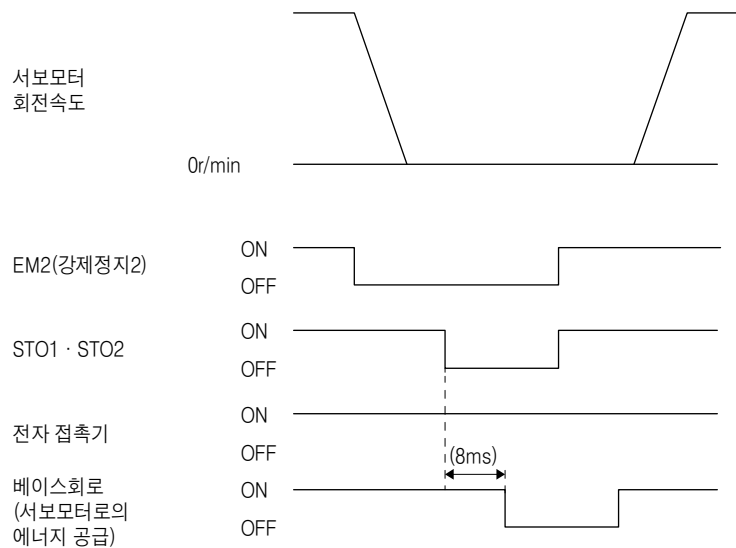 서보모터
회전속도
0r/min
EM2(강제정지2)
ON
OFF
STO1 · STO2
ON
OFF
전자 접촉기
ON
OFF
(8ms)
베이스회로
(서보모터로의
에너지 공급)
ON
OFF